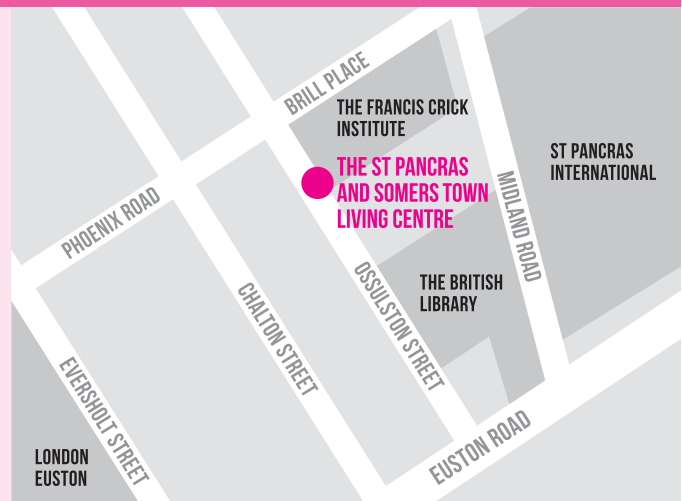 BRILL PLACE
THE FRANCIS CRICK
INSTITUTE
ST PANCRAS
INTERNATIONAL
THE ST PANCRAS
AND SOMERS TOWN
LIVING CENTRE
MIDLAND ROAD
PHOENIX ROAD
THE BRITISH
LIBRARY
OSSULSTON STREET
CHALTON STREET
EVERSHOLT STREET
EUSTON ROAD
LONDON
EUSTON